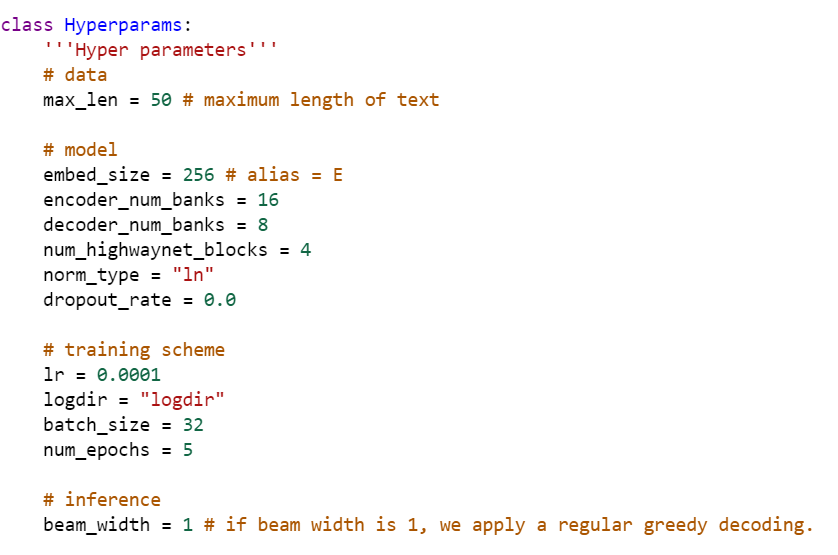 class Hyperparams:
    '''Hyper parameters'''
    # data
    max_len = 50 # maximum length of text

    # model
    embed_size = 256 # alias = E
    encoder_num_banks = 16
    decoder_num_banks = 8
    num_highwaynet_blocks = 4
    norm_type = "ln"
    dropout_rate = 0.0

    # training scheme
    lr = 0.0001
    logdir = "logdir"
    batch_size = 32
    num_epochs = 5

    # inference
    beam_width = 1 # if beam width is 1, we apply a regular greedy decoding.